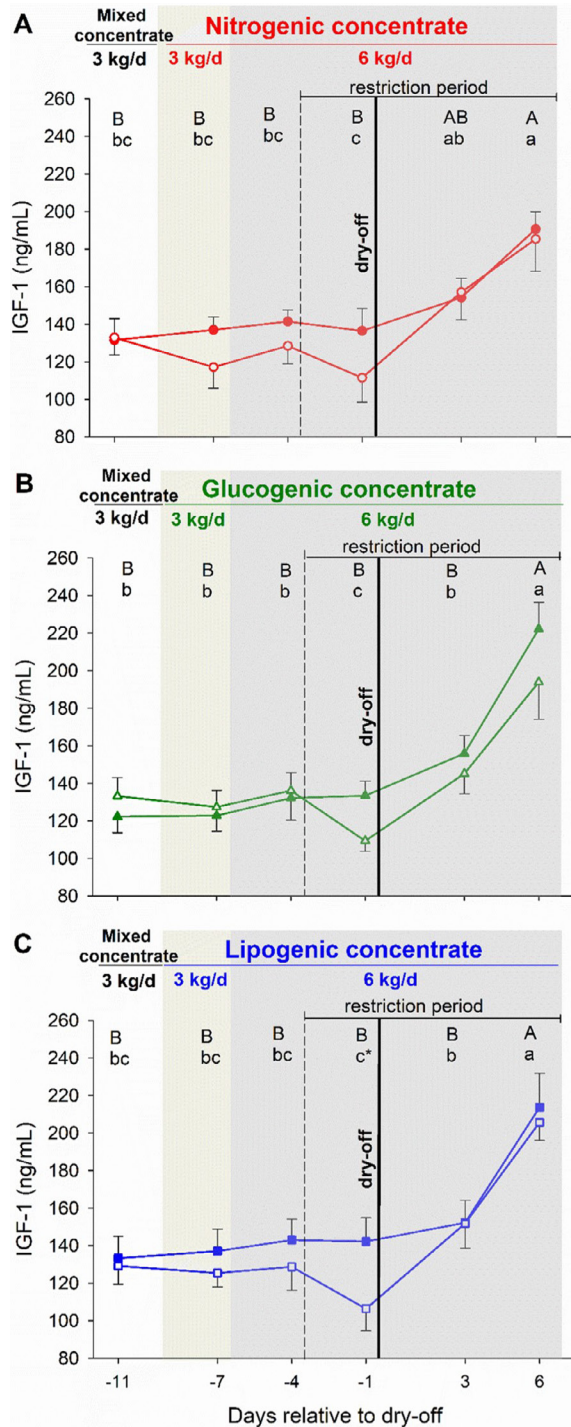 A
Mixed
concentrate
Nitrogenic concentrate
3 kg/d 3 kg/d 6 kg/d
restriction period
260
240
220
200
180
160
140
120
100
80
IGF-1 (ng/mL)
B B B B AB A
bc bc bc c ab a
dry-off
B
Mixed
concentrate
Glucogenic concentrate
3 kg/d 3 kg/d 6 kg/d
restriction period
260
240
220
200
180
160
140
120
100
80
IGF-1 (ng/mL)
B B B B B A
b b b c b a
dry-off
C
Mixed
concentrate
Lipogenic concentrate
3 kg/d 3 kg/d 6 kg/d
restriction period
260
240
220
200
180
160
140
120
100
80
IGF-1 (ng/mL)
B B B B B A
bc bc bc c* b a
dry-off
-11 -7 -4 -1 3 6
Days relative to dry-off